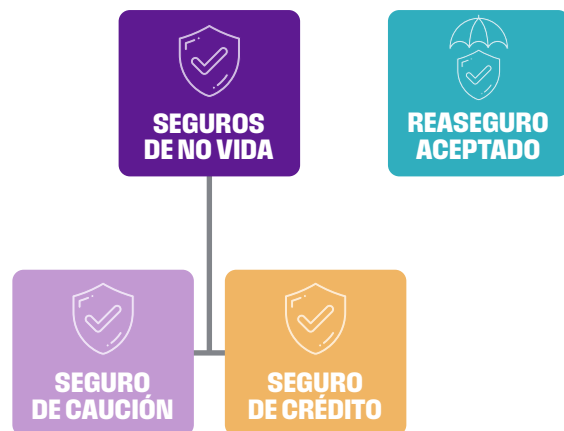 SEGUROS
DE NO VIDA
REASEGURO
ACEPTADO
SEGURO
DE CAUCIÓN
SEGURO
DE CRÉDITO